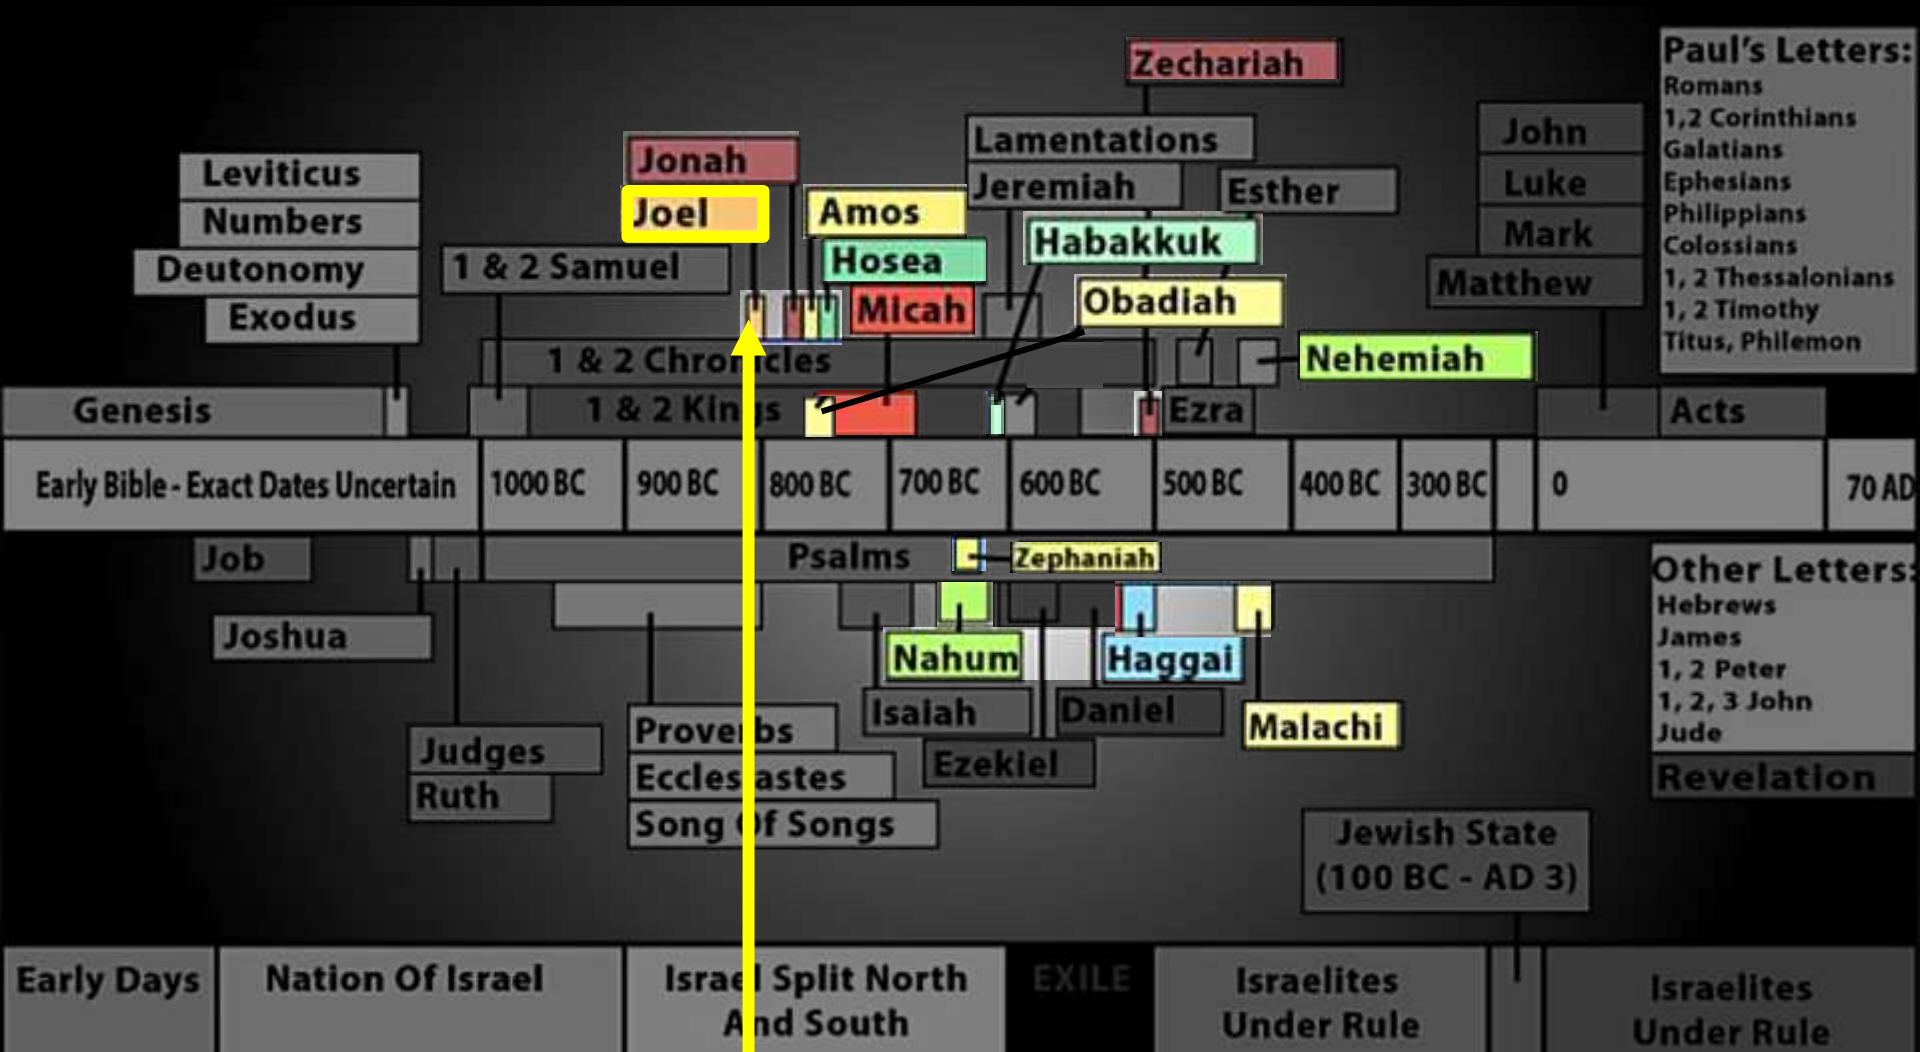 Zechariah
Paul's Letters:
Romans
1,2 Corinthians
Galatians
Ephesians
Philippians
Colossians
1, 2 Thessalonians
1, 2 Timothy
Titus, Philemon
John
Luke
Mark
Matthew
Lamentations
Jeremiah
Esther
Jonah
Joel
Amos
Habakkuk
Hosea
Obadiah
Micah
Leviticus
Numbers
Deutonomy
Exodus
1 & 2 Samuel
1 & 2 Chronicles
Nehemiah
Genesis
1 & 2 Kings
Ezra
Acts
Early Bible - Exact Dates Uncertain
1000 BC
900 BC
800 BC
700 BC
600 BC
500 BC
400 BC
300 BC
0
70 AD
Job
Psalms
Zephaniah
Joshua
Nahum
Haggai
Isaiah
Daniel
Malachi
Ezekiel
Judges
Ruth
Proverbs
Ecclesiastes
Song Of Songs
Other Letters:
Hebrews
James
1, 2 Peter
1, 2, 3 John
Jude
Revelation
Jewish State
(100 BC - AD 3)
Early Days
Nation Of Israel
Israel Split North
And South
EXILE
Israelites
Under Rule
Israelites
Under Rule